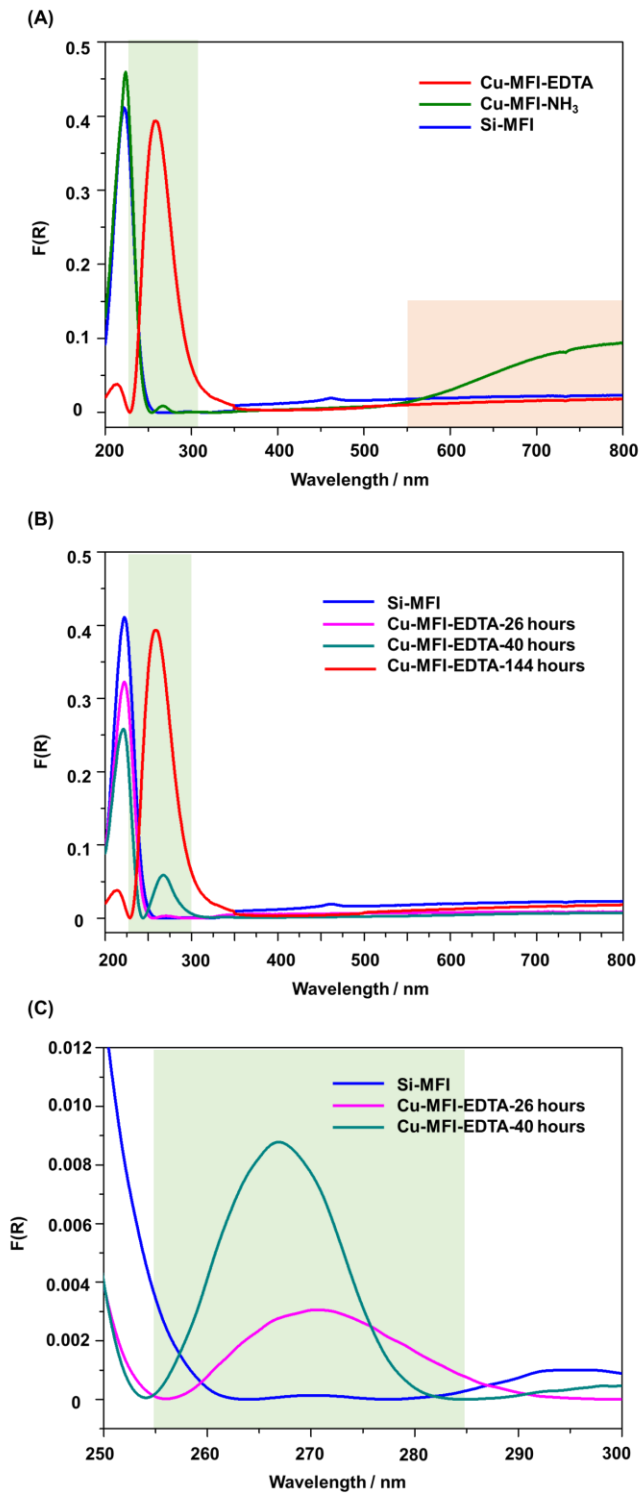 (A)
0.5
0.4
0.3
0.2
0.1
0
F(R)
Cu-MFI-EDTA
Cu-MFI-NH₃
Si-MFI
200 300 400 500 600 700 800
Wavelength / nm
(B)
0.5
0.4
0.3
0.2
0.1
0
F(R)
Si-MFI
Cu-MFI-EDTA-26 hours
Cu-MFI-EDTA-40 hours
Cu-MFI-EDTA-144 hours
200 300 400 500 600 700 800
Wavelength / nm
(C)
0.012
0.010
0.008
0.006
0.004
0.002
0
F(R)
Si-MFI
Cu-MFI-EDTA-26 hours
Cu-MFI-EDTA-40 hours
250 260 270 280 290 300
Wavelength / nm